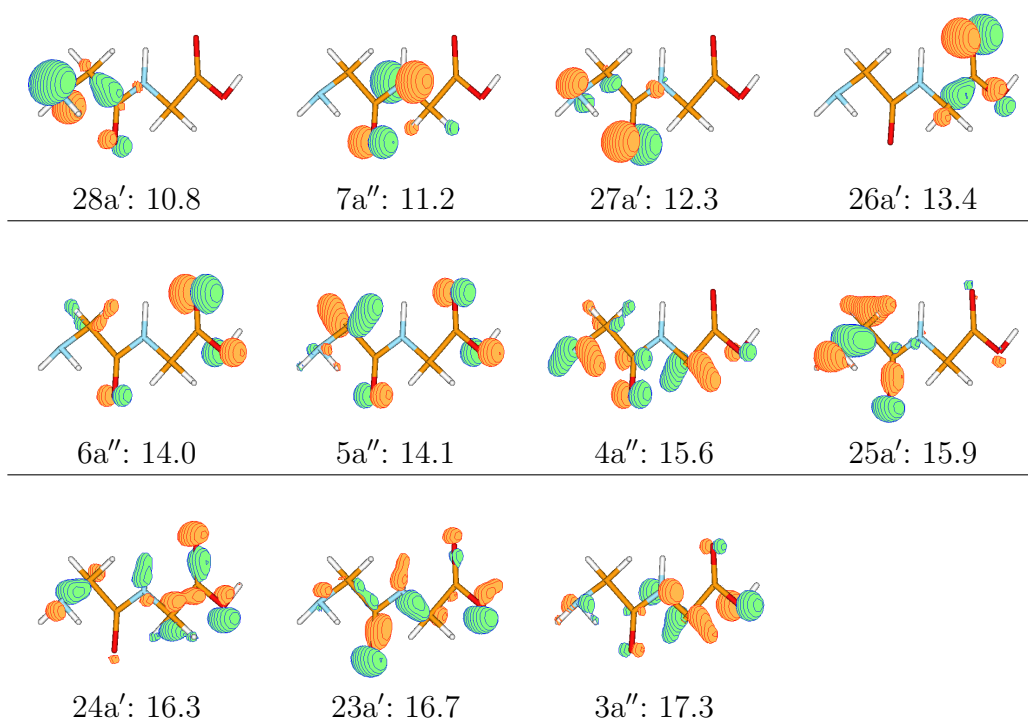 28a′: 10.8 7a″: 11.2 27a′: 12.3 26a′: 13.4
6a″: 14.0 5a″: 14.1 4a″: 15.6 25a′: 15.9
24a′: 16.3 23a′: 16.7 3a″: 17.3